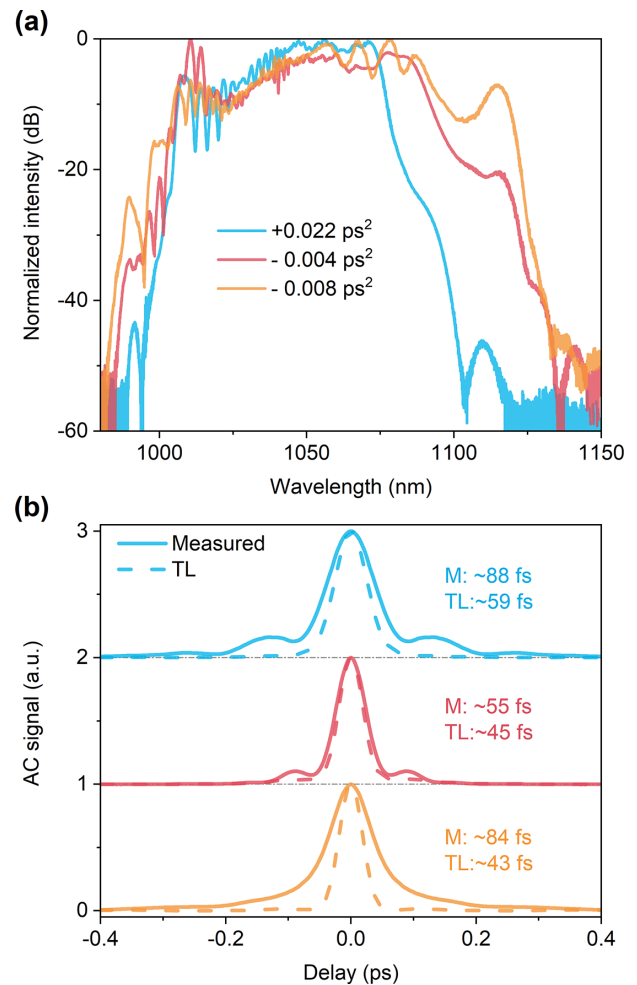 (a)
Normalized intensity (dB)
0
-20
-40
-60
+0.022 ps²
- 0.004 ps²
- 0.008 ps²
1000
1050
1100
1150
Wavelength (nm)
(b)
AC signal (a.u.)
3
2
1
0
Measured
TL
M: ~88 fs
TL:~59 fs
M: ~55 fs
TL:~45 fs
M: ~84 fs
TL:~43 fs
-0.4
-0.2
0.0
0.2
0.4
Delay (ps)